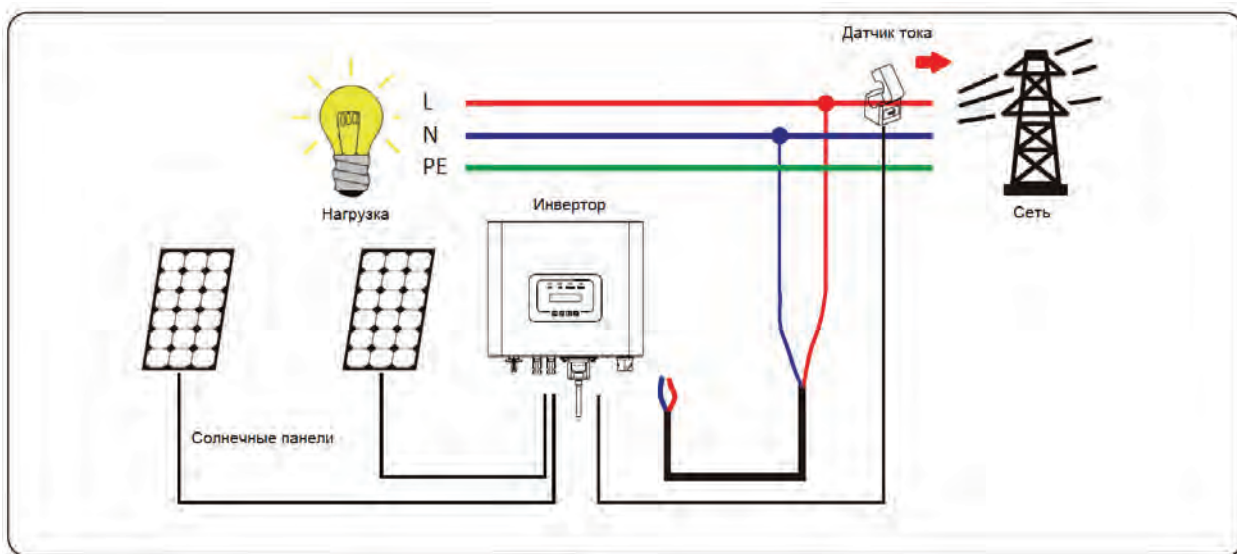 Датчик тока
L
N
PE
Нагрузка
Инвертор
Сеть
Солнечные панели